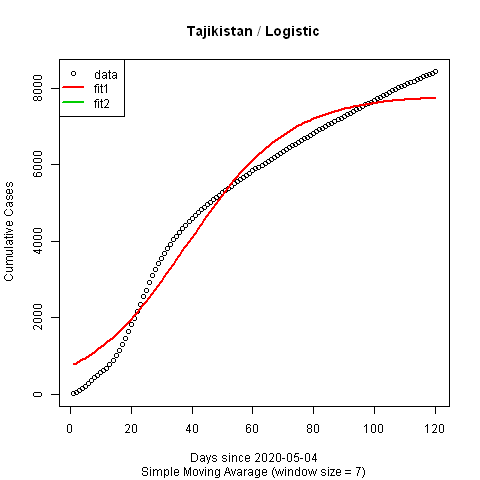 Tajikistan / Logistic
data
fit1
fit2
Cumulative Cases
8000
6000
4000
2000
0
0 20 40 60 80 100 120
Days since 2020-05-04
Simple Moving Avarage (window size = 7)